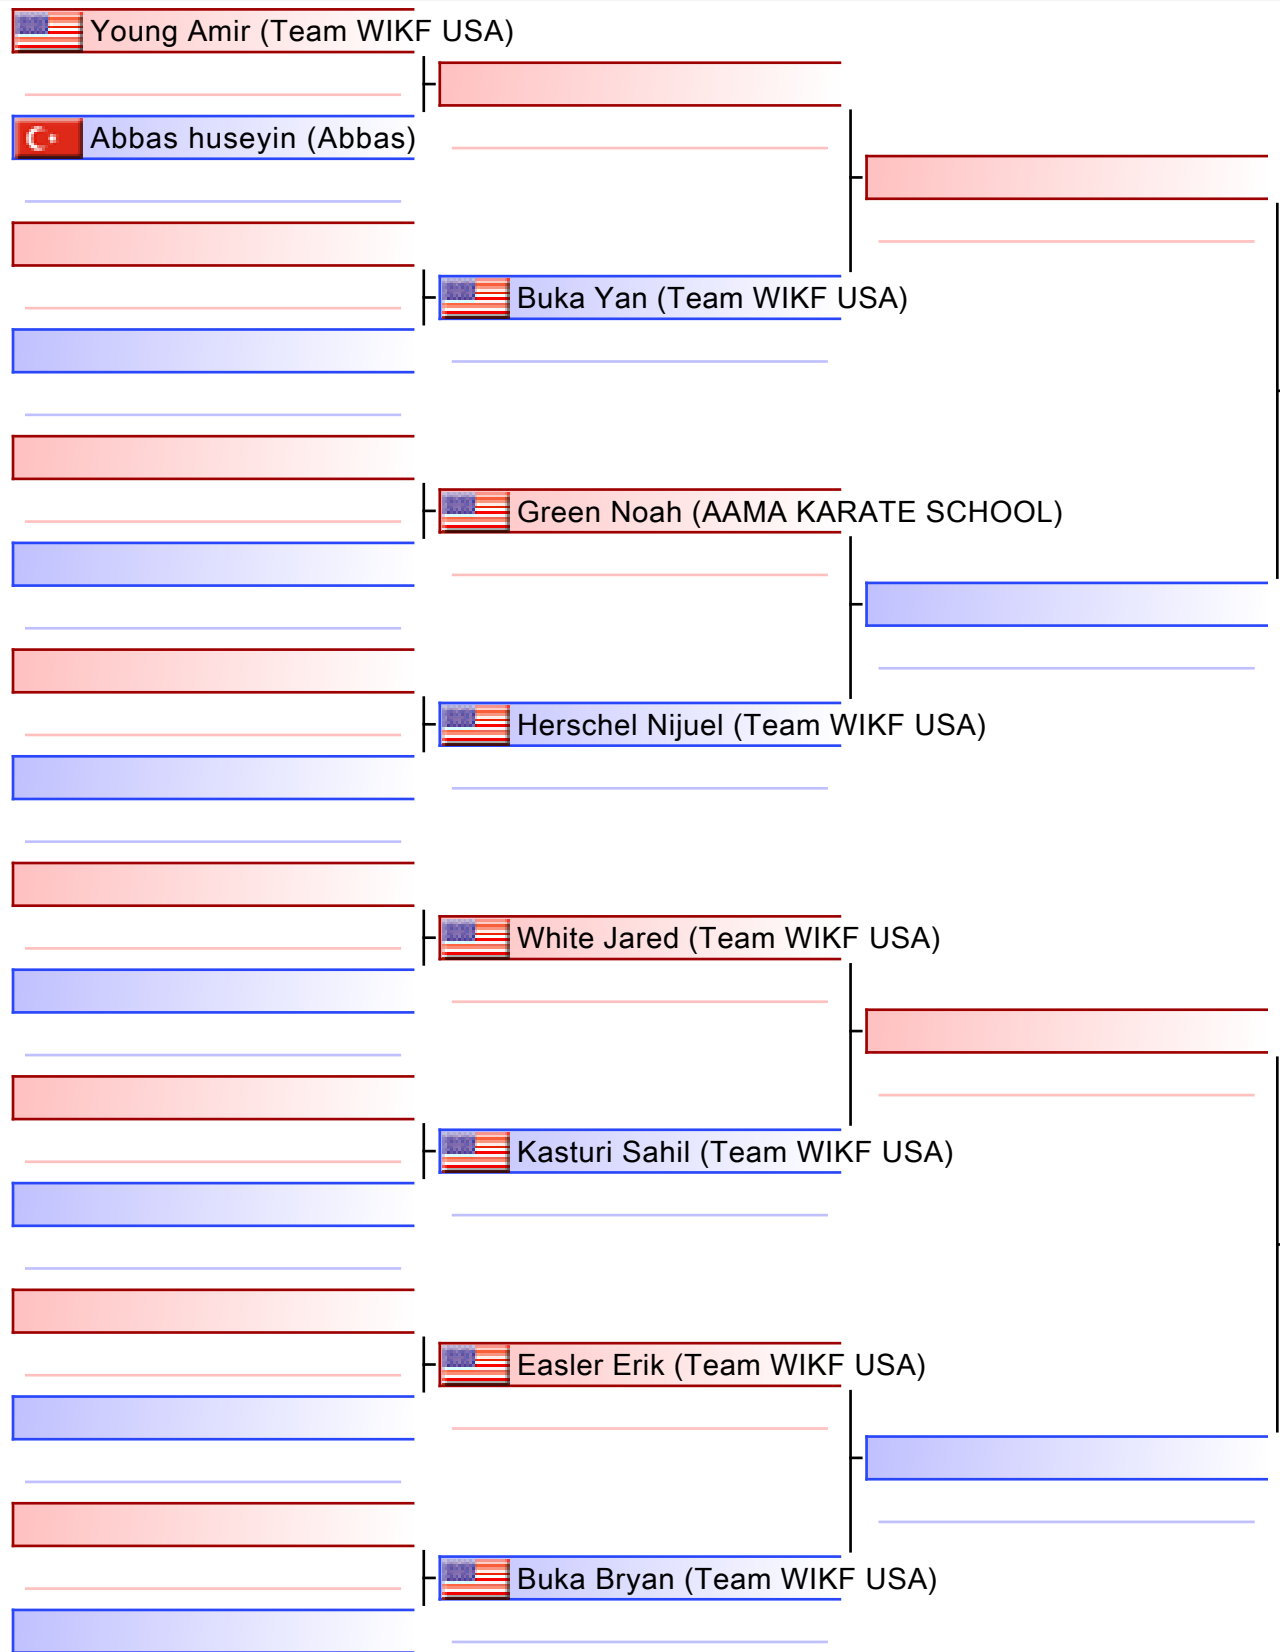 Young Amir (Team WIKF USA)
Abbas huseyin (Abbas)
Buka Yan (Team WIKF USA)
Green Noah (AAMA KARATE SCHOOL)
Herschel Nijuel (Team WIKF USA)
White Jared (Team WIKF USA)
Kasturi Sahil (Team WIKF USA)
Easler Erik (Team WIKF USA)
Buka Bryan (Team WIKF USA)